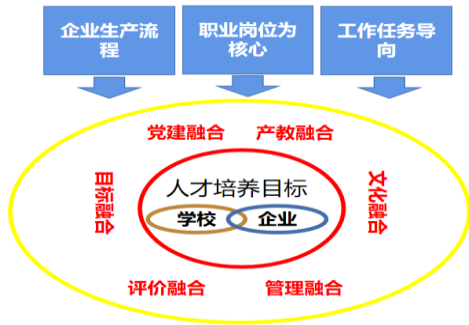 企业生产流
程
职业岗位为
核心
工作任务导
向
党建融合
产教融合
目标融合
文化融合
人才培养目标
学校
企业
评价融合
管理融合